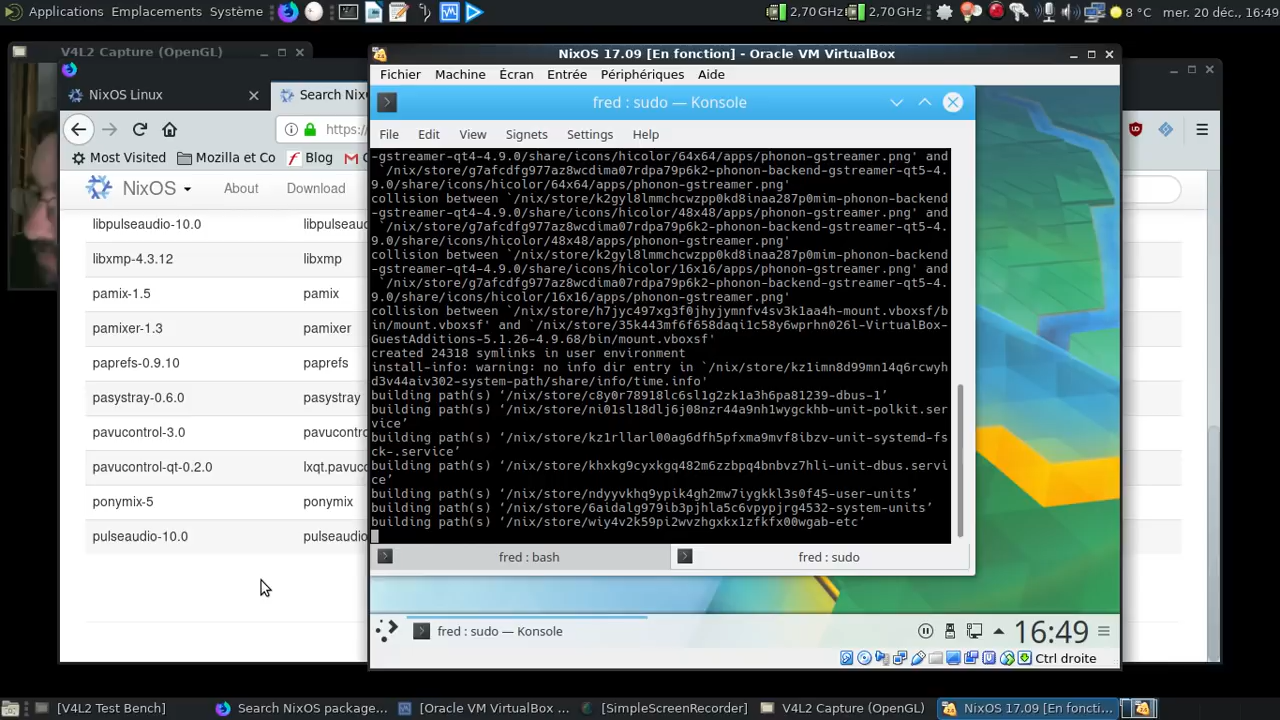 Applications Emplacements Système
2,70 GHz 2,70 GHz 8 °C mer. 20 déc., 16:49
V4L2 Capture (OpenGL)
NixOS Linux
Search Nix
https:/
Most Visited Mozilla et Co Blog
NixOS About Download
libpulseaudio-10.0 libpulseau
libxmp-4.3.12 libxmp
pamix-1.5 pamix
pamixer-1.3 pamixer
paprefs-0.9.10 paprefs
pasystray-0.6.0 pasystray
pavucontrol-3.0 pavucontr
pavucontrol-qt-0.2.0 lxqt.pavuc
ponymix-5 ponymix
pulseaudio-10.0 pulseaudio
NixOS 17.09 [En fonction] - Oracle VM VirtualBox
Fichier Machine Écran Entrée Périphériques Aide
fred : sudo — Konsole
File Edit View Signets Settings Help
-gstreamer-qt4-4.9.0/share/icons/hicolor/64x64/apps/phonon-gstreamer.png' and
`/nix/store/g7afcdfg977az8wcdima07rdpa79p6k2-phonon-backend-gstreamer-qt5-4.
9.0/share/icons/hicolor/64x64/apps/phonon-gstreamer.png'
collision between `/nix/store/k2gyl8lmmchcwzpp0kd8inaa287p0mim-phonon-backend
-gstreamer-qt4-4.9.0/share/icons/hicolor/48x48/apps/phonon-gstreamer.png' and
`/nix/store/g7afcdfg977az8wcdima07rdpa79p6k2-phonon-backend-gstreamer-qt5-4.
9.0/share/icons/hicolor/48x48/apps/phonon-gstreamer.png'
collision between `/nix/store/k2gyl8lmmchcwzpp0kd8inaa287p0mim-phonon-backend
-gstreamer-qt4-4.9.0/share/icons/hicolor/16x16/apps/phonon-gstreamer.png' and
`/nix/store/g7afcdfg977az8wcdima07rdpa79p6k2-phonon-backend-gstreamer-qt5-4.
9.0/share/icons/hicolor/16x16/apps/phonon-gstreamer.png'
collision between `/nix/store/h7jyc497xg3f0jhyjymnfv4sv3k1aa4h-mount.vboxsf/b
in/mount.vboxsf' and `/nix/store/35k443mf6f658daqi1c58y6wprhn026l-VirtualBox-
GuestAdditions-5.1.26-4.9.68/bin/mount.vboxsf'
created 24318 symlinks in user environment
install-info: warning: no info dir entry in `/nix/store/kz1imn8d99mn14q6rcwyh
d3v44aiv302-system-path/share/info/time.info'
building path(s) ‘/nix/store/c8y0r78918lc6sl1g2zk1a3h6pa81239-dbus-1’
building path(s) ‘/nix/store/ni01sl18dlj6j08nzr44a9nh1wygckhb-unit-polkit.ser
vice’
building path(s) ‘/nix/store/kz1rllarl00ag6dfh5pfxma9mvf8ibzv-unit-systemd-fs
ck-.service’
building path(s) ‘/nix/store/khxkg9cyxkgq482m6zzbpq4bnbvz7hli-unit-dbus.servi
ce’
building path(s) ‘/nix/store/ndyyvkhq9ypik4gh2mw7iygkkl3s0f45-user-units’
building path(s) ‘/nix/store/6aidalg979ib3pjhla5c6vpypjrg4532-system-units’
building path(s) ‘/nix/store/wiy4v2k59pi2wvzhgxkx1zfkfx00wgab-etc’
fred : bash fred : sudo
fred : sudo — Konsole 16:49
Ctrl droite
[V4L2 Test Bench] Search NixOS package... [Oracle VM VirtualBox ... [SimpleScreenRecorder] V4L2 Capture (OpenGL) NixOS 17.09 [En foncti...